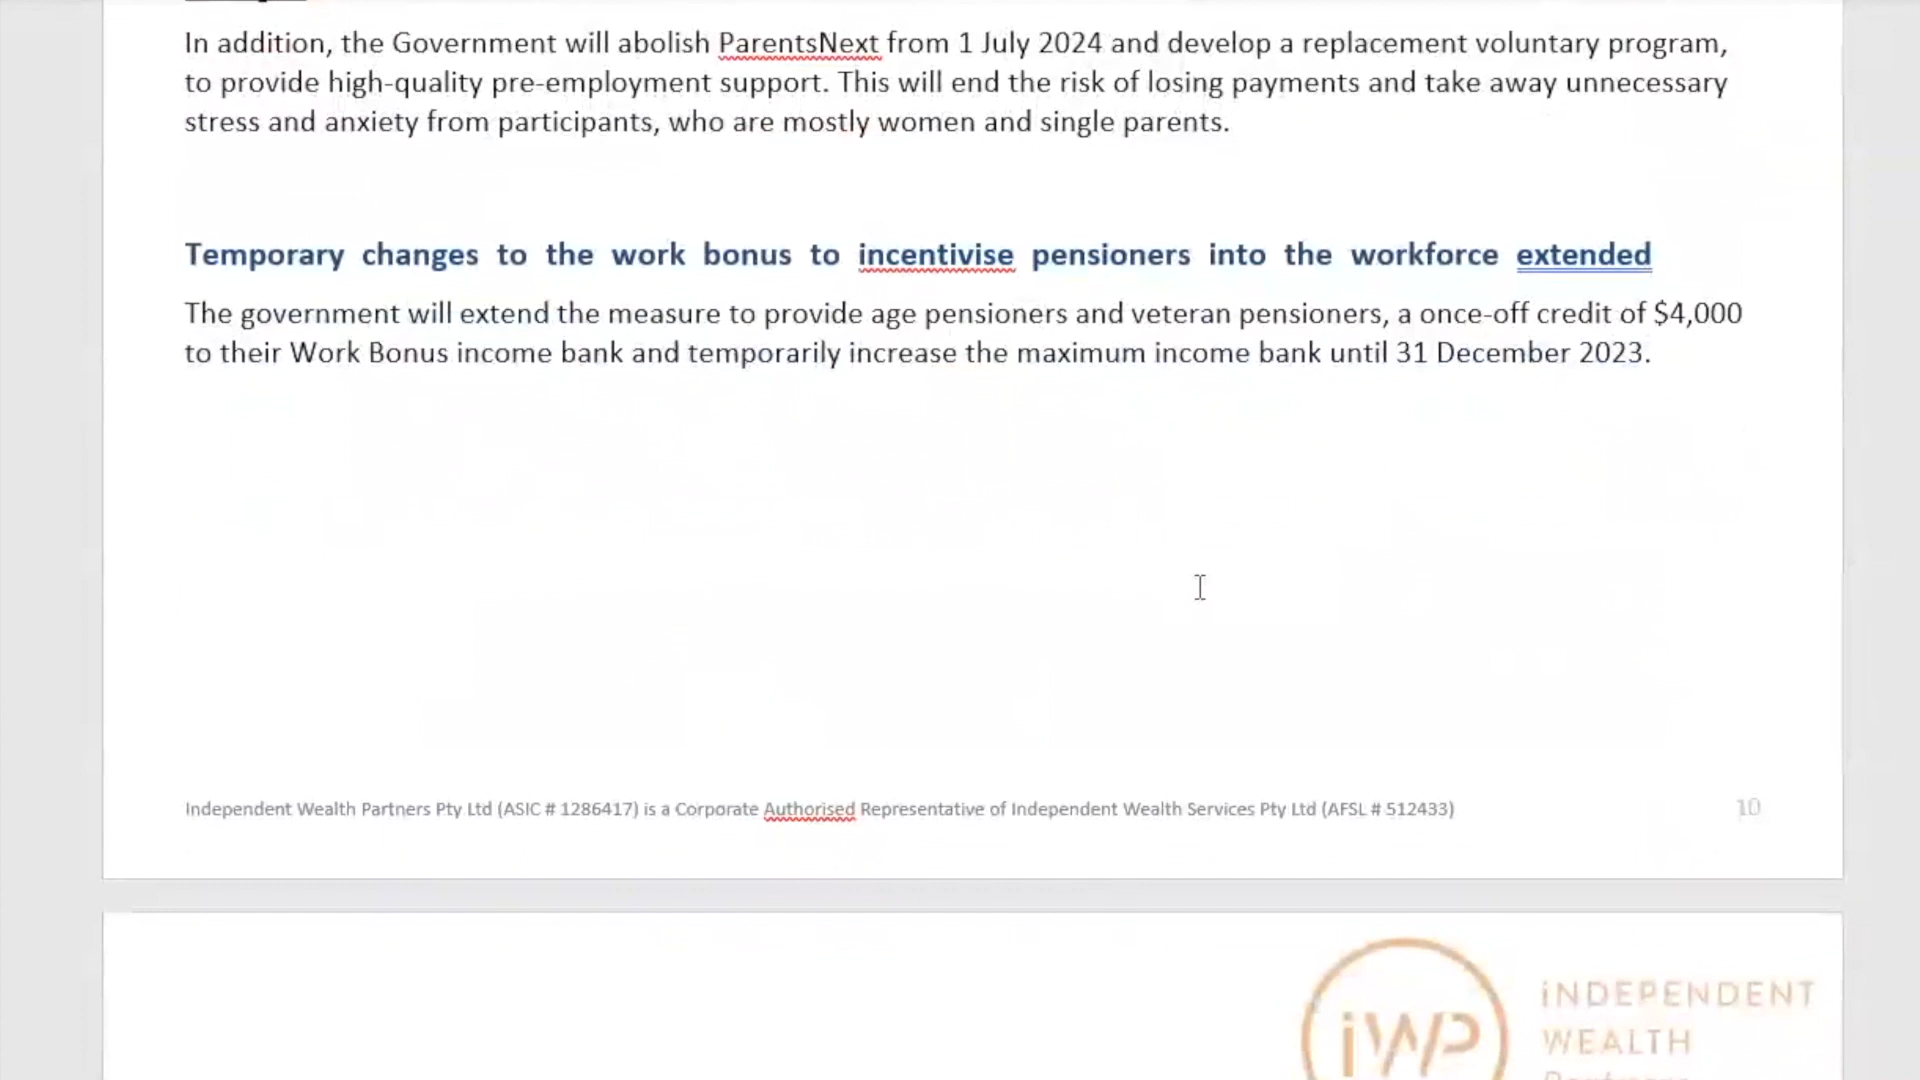 In addition, the Government will abolish ParentsNext from 1 July 2024 and develop a replacement voluntary program,
to provide high-quality pre-employment support. This will end the risk of losing payments and take away unnecessary
stress and anxiety from participants, who are mostly women and single parents.
Temporary changes to the work bonus to incentivise pensioners into the workforce extended
The government will extend the measure to provide age pensioners and veteran pensioners, a once-off credit of $4,000
to their Work Bonus income bank and temporarily increase the maximum income bank until 31 December 2023.
Independent Wealth Partners Pty Ltd (ASIC # 1286417) is a Corporate Authorised Representative of Independent Wealth Services Pty Ltd (AFSL # 512433)
10
iWP
iNDEPENDENT
WEALTH